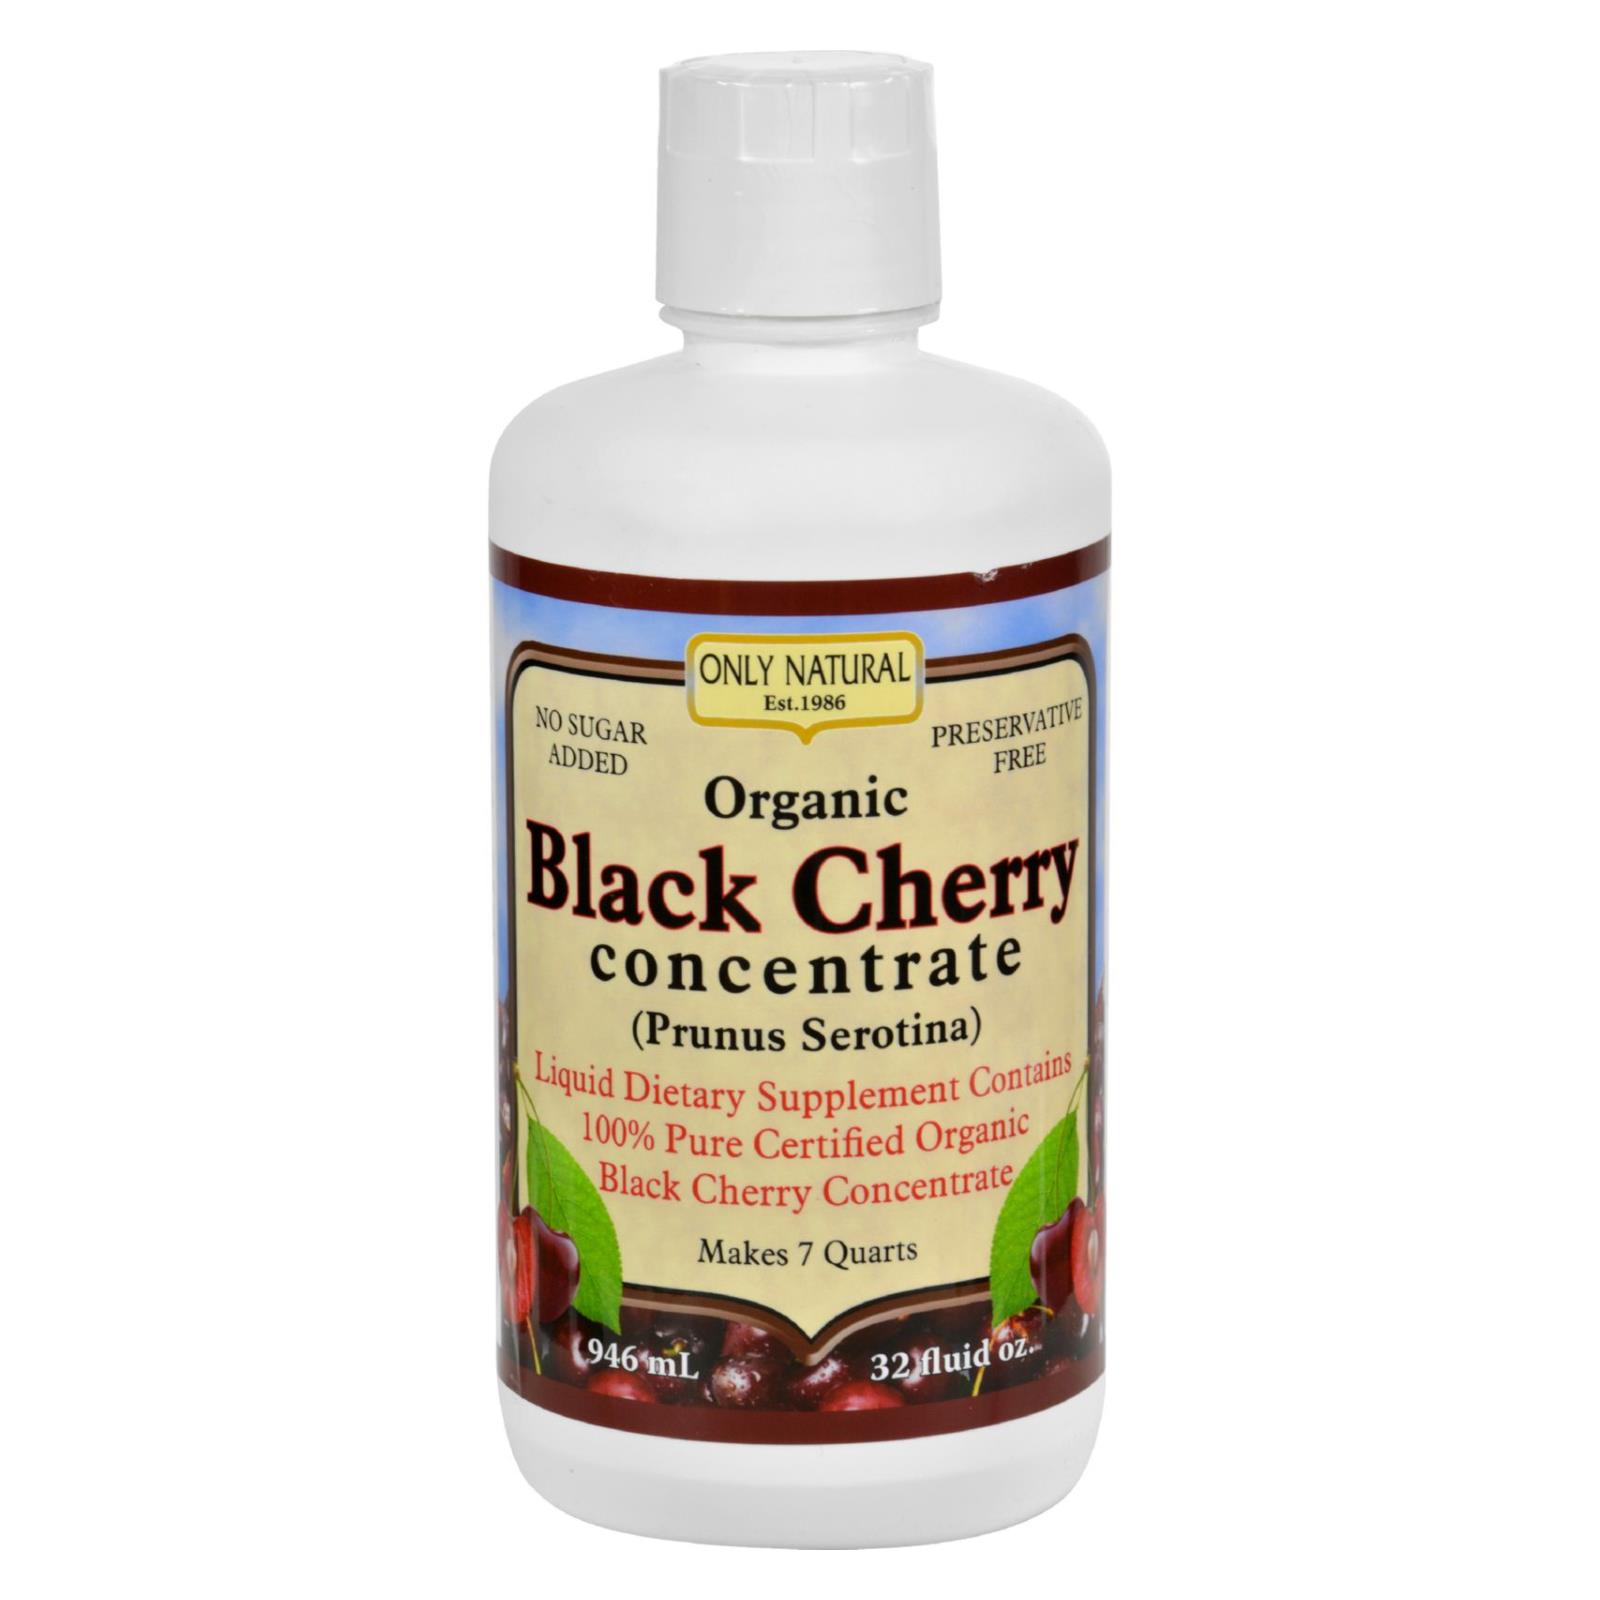 ONLY NATURAL
Est.1986
NO SUGAR
ADDED
PRESERVATIVE
FREE
Organic
Black Cherry
concentrate
(Prunus Serotina)
Liquid Dietary Supplement Contains
100% Pure Certified Organic
Black Cherry Concentrate
Makes 7 Quarts
946 mL
32 fluid oz.